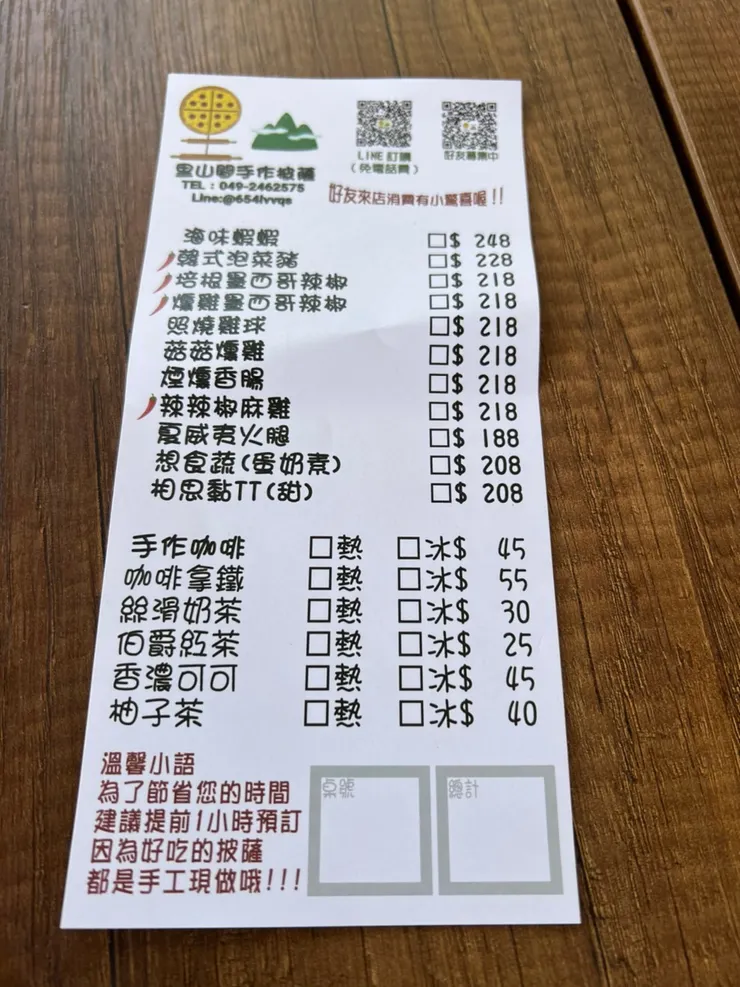 里山間手作披薩
TEL：049-2462575
Line:@654lvvqs
LINE訂購
(免電話費)
好友募集中
好友來店消費有小驚喜喔!!
海味蝦蝦 □$ 248
韓式泡菜豬 □$ 228
培根墨西哥辣椒 □$ 218
燻雞墨西哥辣椒 □$ 218
照燒雞球 □$ 218
菇菇燻雞 □$ 218
煙燻香腸 □$ 218
辣辣椒麻雞 □$ 218
夏威夷火腿 □$ 188
想食蔬(蛋奶素) □$ 208
相思黏TT(甜) □$ 208
手作咖啡 □熱 □冰$ 45
咖啡拿鐵 □熱 □冰$ 55
絲滑奶茶 □熱 □冰$ 30
伯爵紅茶 □熱 □冰$ 25
香濃可可 □熱 □冰$ 45
柚子茶 □熱 □冰$ 40
溫馨小語
為了節省您的時間
建議提前1小時預訂
因為好吃的披薩
都是手工現做哦!!!
桌號
總計